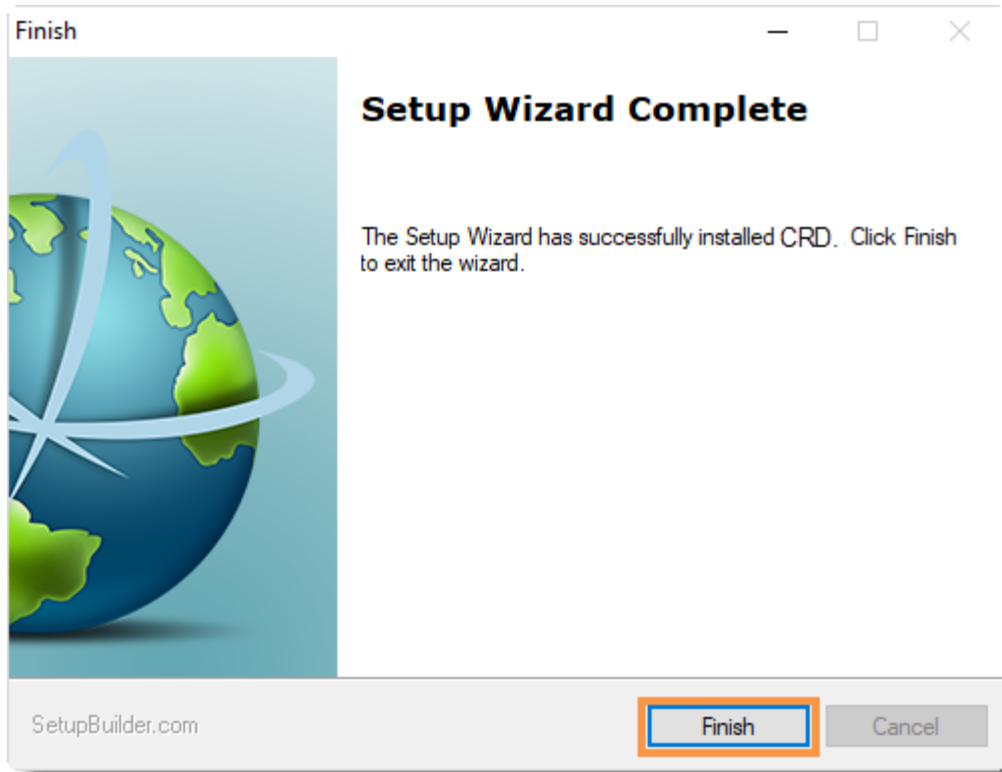 Finish
Setup Wizard Complete
The Setup Wizard has successfully installed CRD. Click Finish
to exit the wizard.
SetupBuilder.com
Finish
Cancel